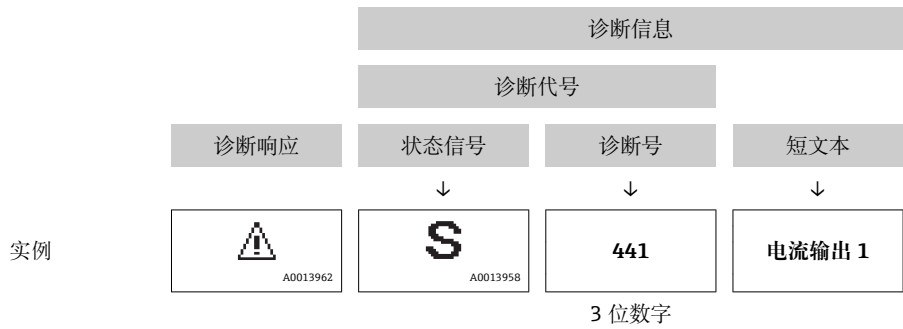 诊断信息
诊断代号
诊断响应 状态信号 诊断号 短文本
↓ ↓ ↓
实例 S 441 电流输出 1
A0013962 A0013958
3 位数字